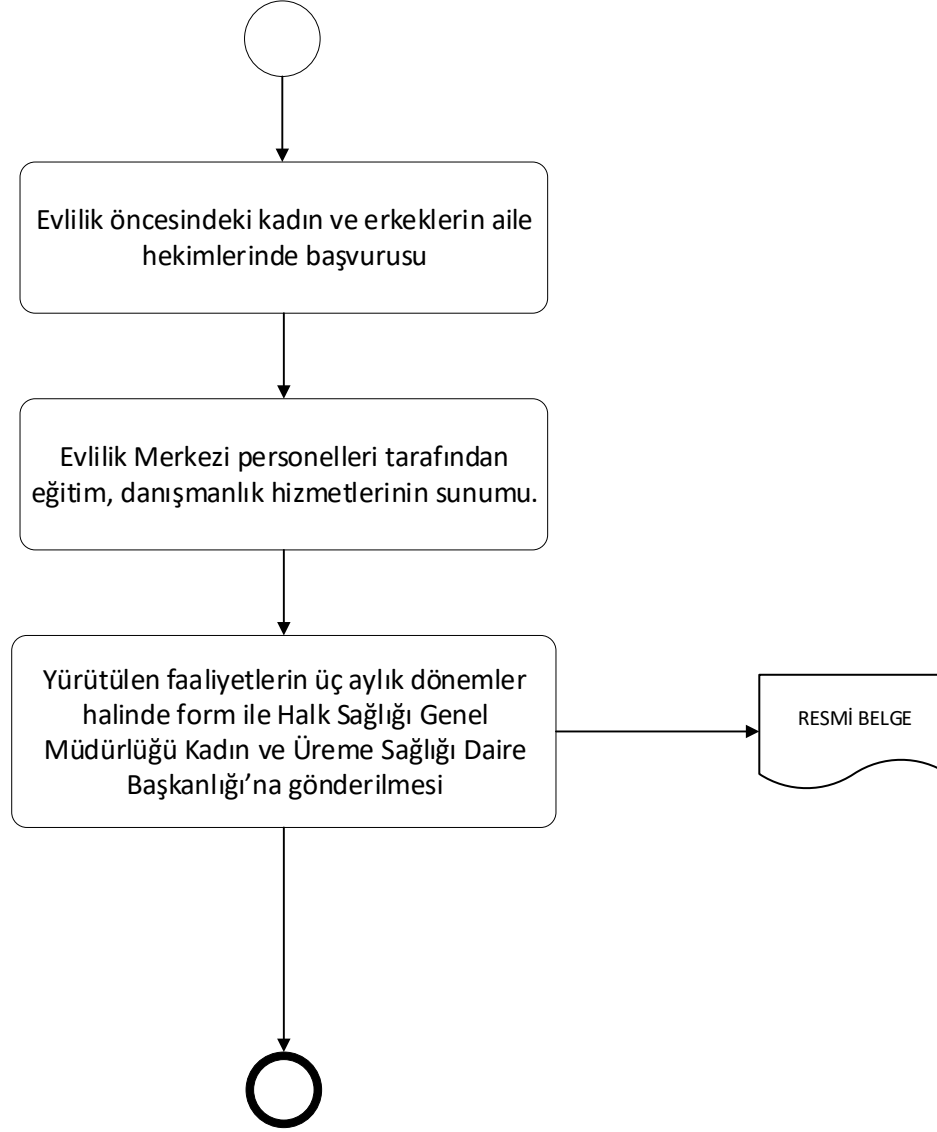 Evlilik öncesindeki kadın ve erkeklerin aile
hekimlerinde başvurusu
Evlilik Merkezi personelleri tarafından
eğitim, danışmanlık hizmetlerinin sunumu.
Yürütülen faaliyetlerin üç aylık dönemler
halinde form ile Halk Sağlığı Genel
Müdürlüğü Kadın ve Üreme Sağlığı Daire
Başkanlığı’na gönderilmesi
RESMİ BELGE